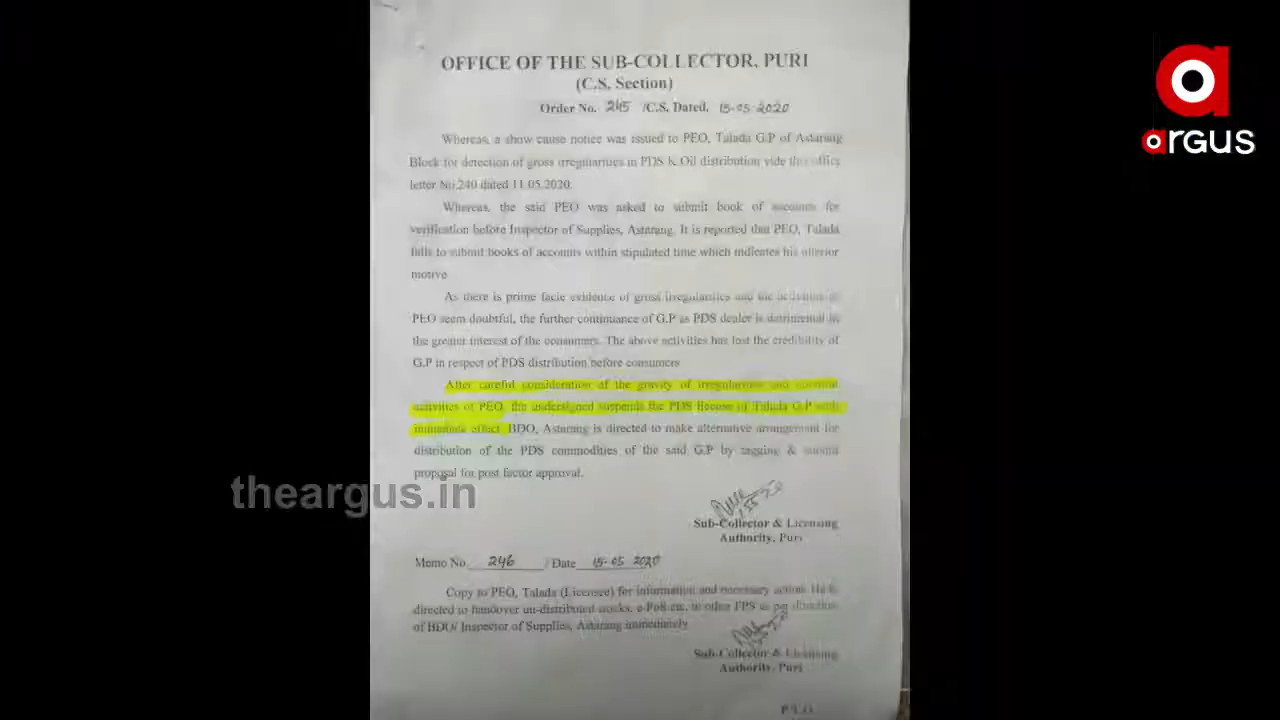 OFFICE OF THE SUB-COLLECTOR, PURI
(C.S. Section)
Order No. 245 /C.S. Dated. 15-05-2020
Whereas, a show cause notice was issued to PEO, Talada G.P of Astarang
Block for detection of gross irregularities in PDS K Oil distribution vide this office
letter No.240 dated 11.05.2020.
Whereas, the said PEO was asked to submit book of accounts for
verification before Inspector of Supplies, Astarang. It is reported that PEO, Talada
fails to submit books of accounts within stipulated time which indicates his ulterior
motive
As there is prime facie evidence of gross irregularities and the activities of
PEO seem doubtful, the further continuance of G.P as PDS dealer is detrimental to
the greater interest of the consumers. The above activities has lost the credibility of
G.P in respect of PDS distribution before consumers
After careful consideration of the gravity of irregularities and
activities of PEO, the undersigned suspends the PDS license of Talada G.P with
immediate effect. BDO, Astarang is directed to make alternative arrangement for
distribution of the PDS commodities of the said G.P by tagging & submit
proposal for post factor approval.
Sub-Collector & Licensing
Authority, Puri
Memo No. 246 / Date 15-05 2020
Copy to PEO, Talada (Licensee) for information and necessary action. He is
directed to handover un-distributed stocks, e-PoS etc. to other FPS as per direction
of BDO/ Inspector of Supplies, Astarang immediately
Sub-Collector & Licensing
Authority, Puri
P.T.O
argus
theargus.in